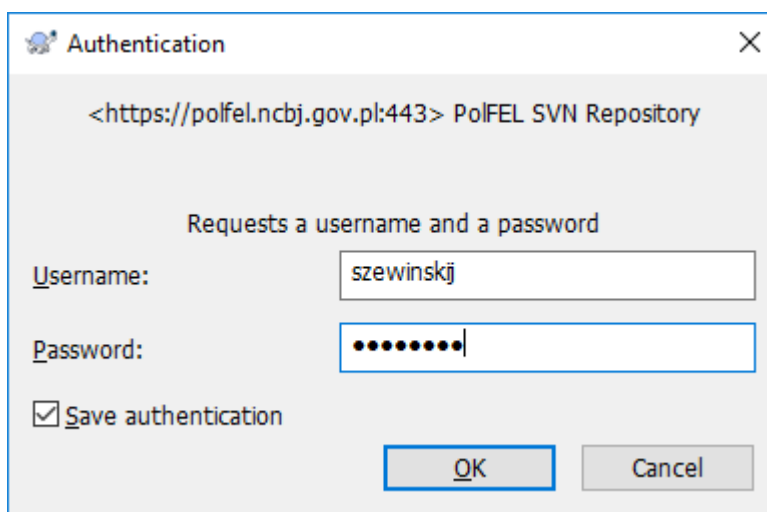 Authentication
<https://polfel.ncbj.gov.pl:443> PolFEL SVN Repository
Requests a username and a password
Username: szewinskij
Password: ●●●●●●●●
Save authentication
OK Cancel